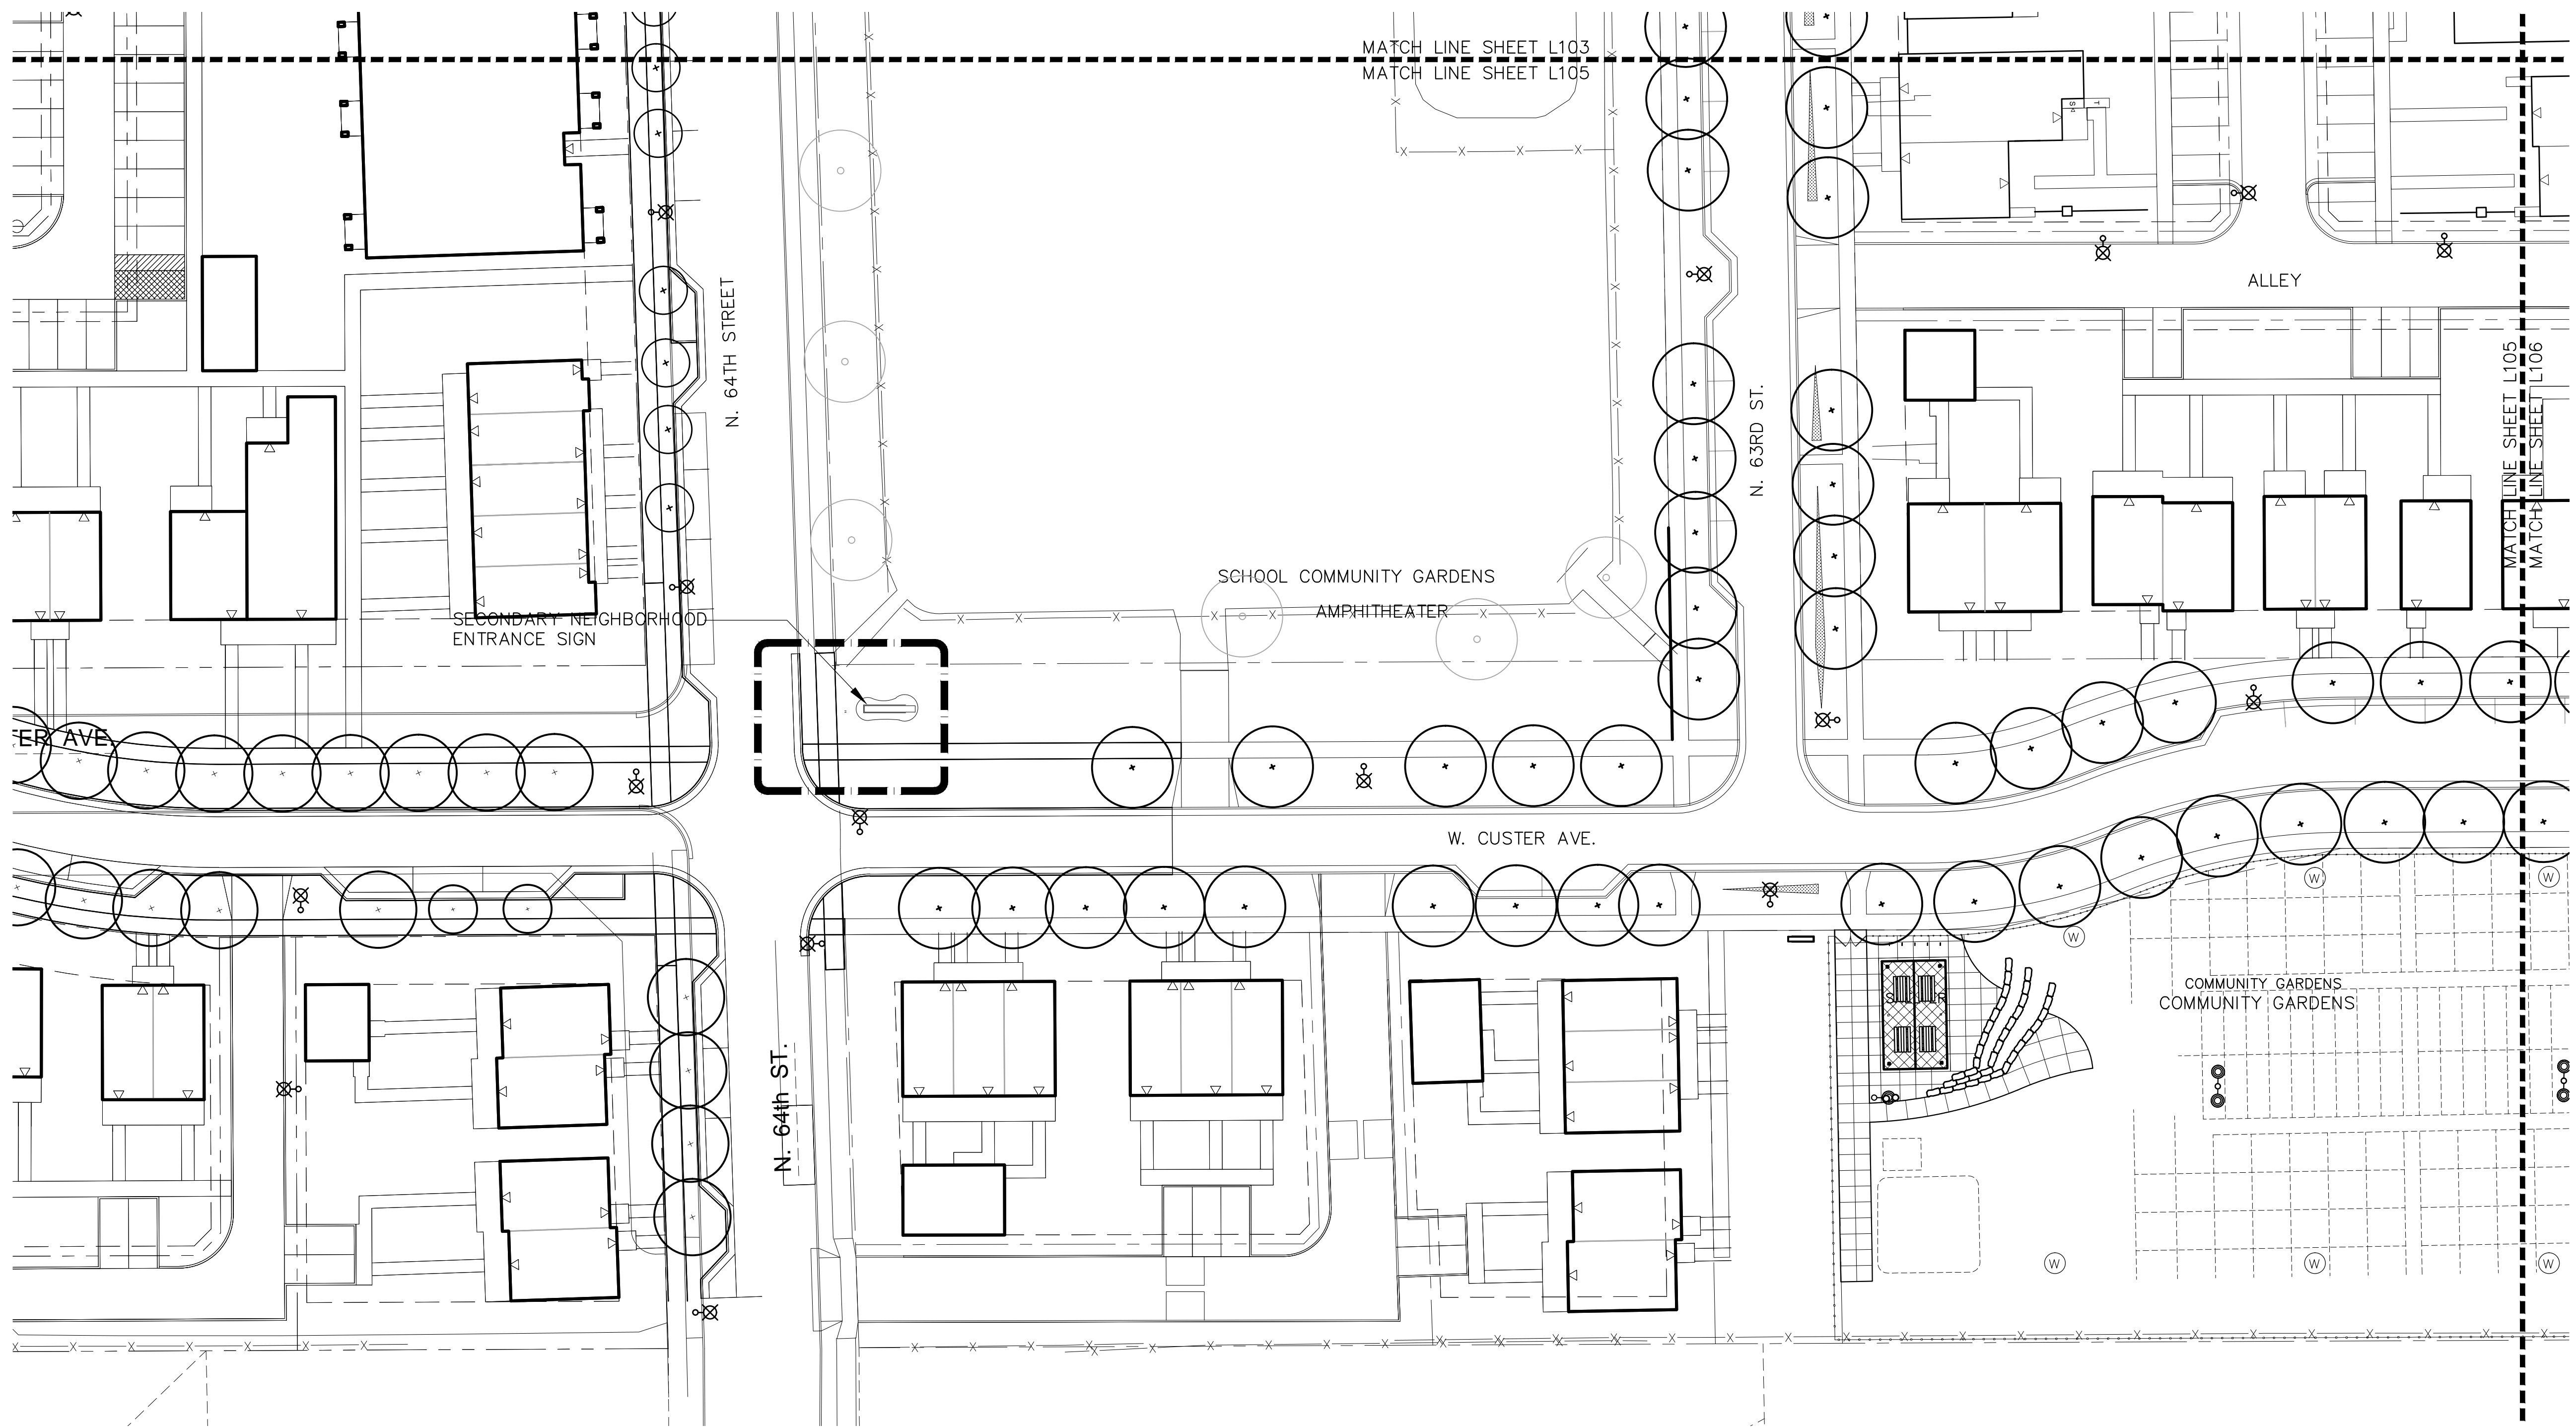 MATCH LINE SHEET L103
MATCH LINE SHEET L105
S
T
ALLEY
N. 64TH STREET
N. 63RD ST.
MATCH LINE SHEET L105
MATCH LINE SHEET L106
SCHOOL COMMUNITY GARDENS
AMPHITHEATER
SECONDARY NEIGHBORHOOD
ENTRANCE SIGN
TER AVE.
W. CUSTER AVE.
W
W
W
COMMUNITY GARDENS
COMMUNITY GARDENS
N. 64th ST.
W
W
W